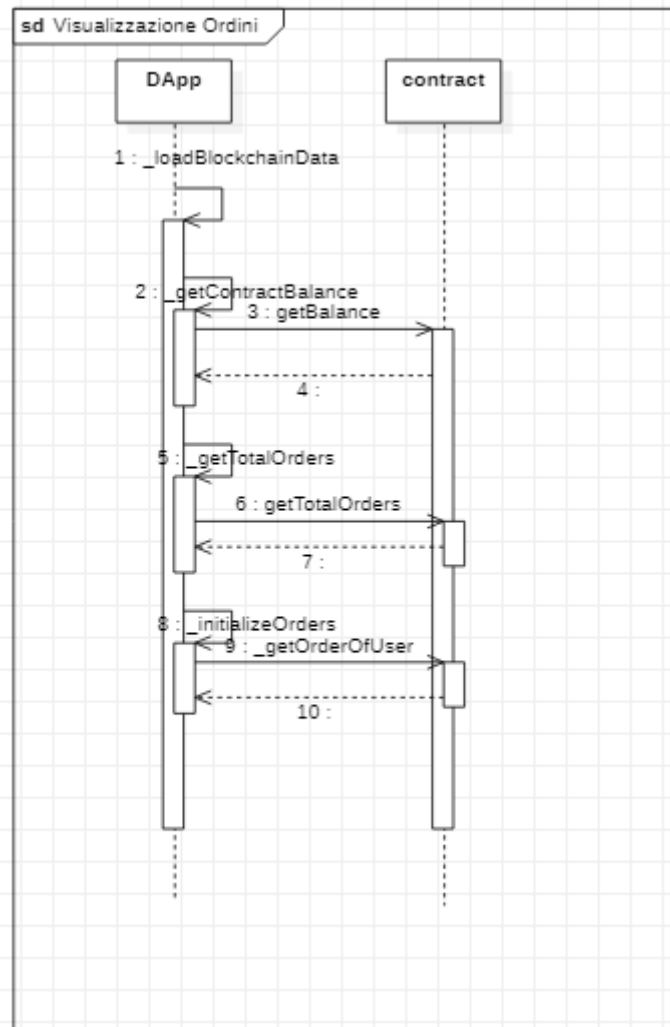 sd Visualizzazione Ordini
DApp
contract
1 : _loadBlockchainData
2 : _getContractBalance
3 : getBalance
4 :
5 : _getTotalOrders
6 : getTotalOrders
7 :
8 : _initializeOrders
9 : _getOrderOfUser
10 :